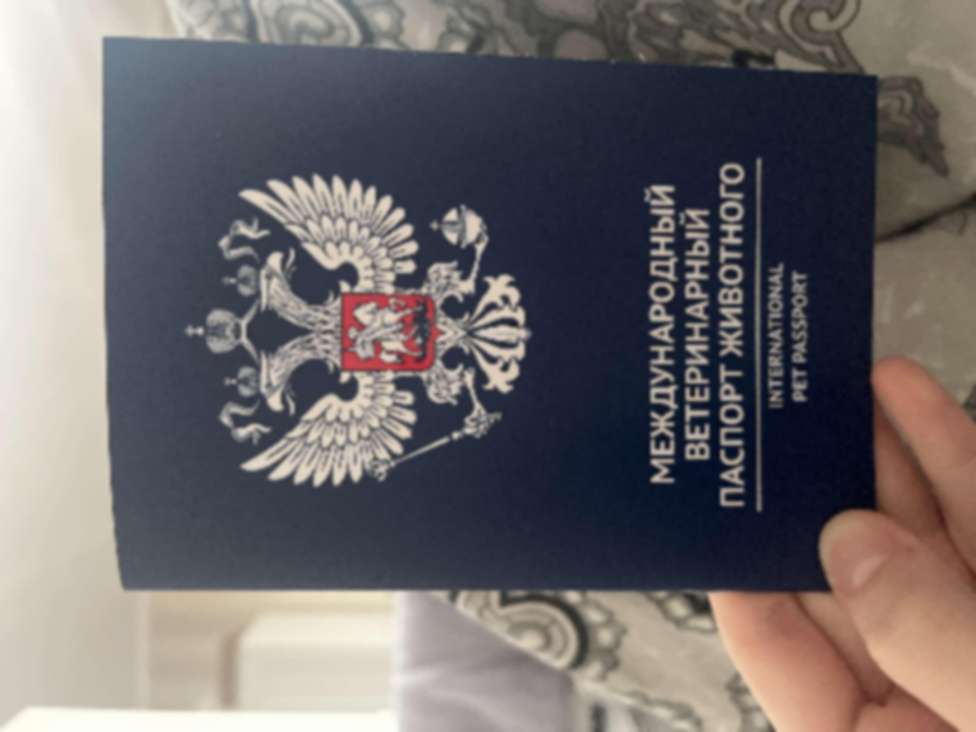 МЕЖДУНАРОДНЫЙ
ВЕТЕРИНАРНЫЙ
ПАСПОРТ ЖИВОТНОГО
INTERNATIONAL
PET PASSPORT